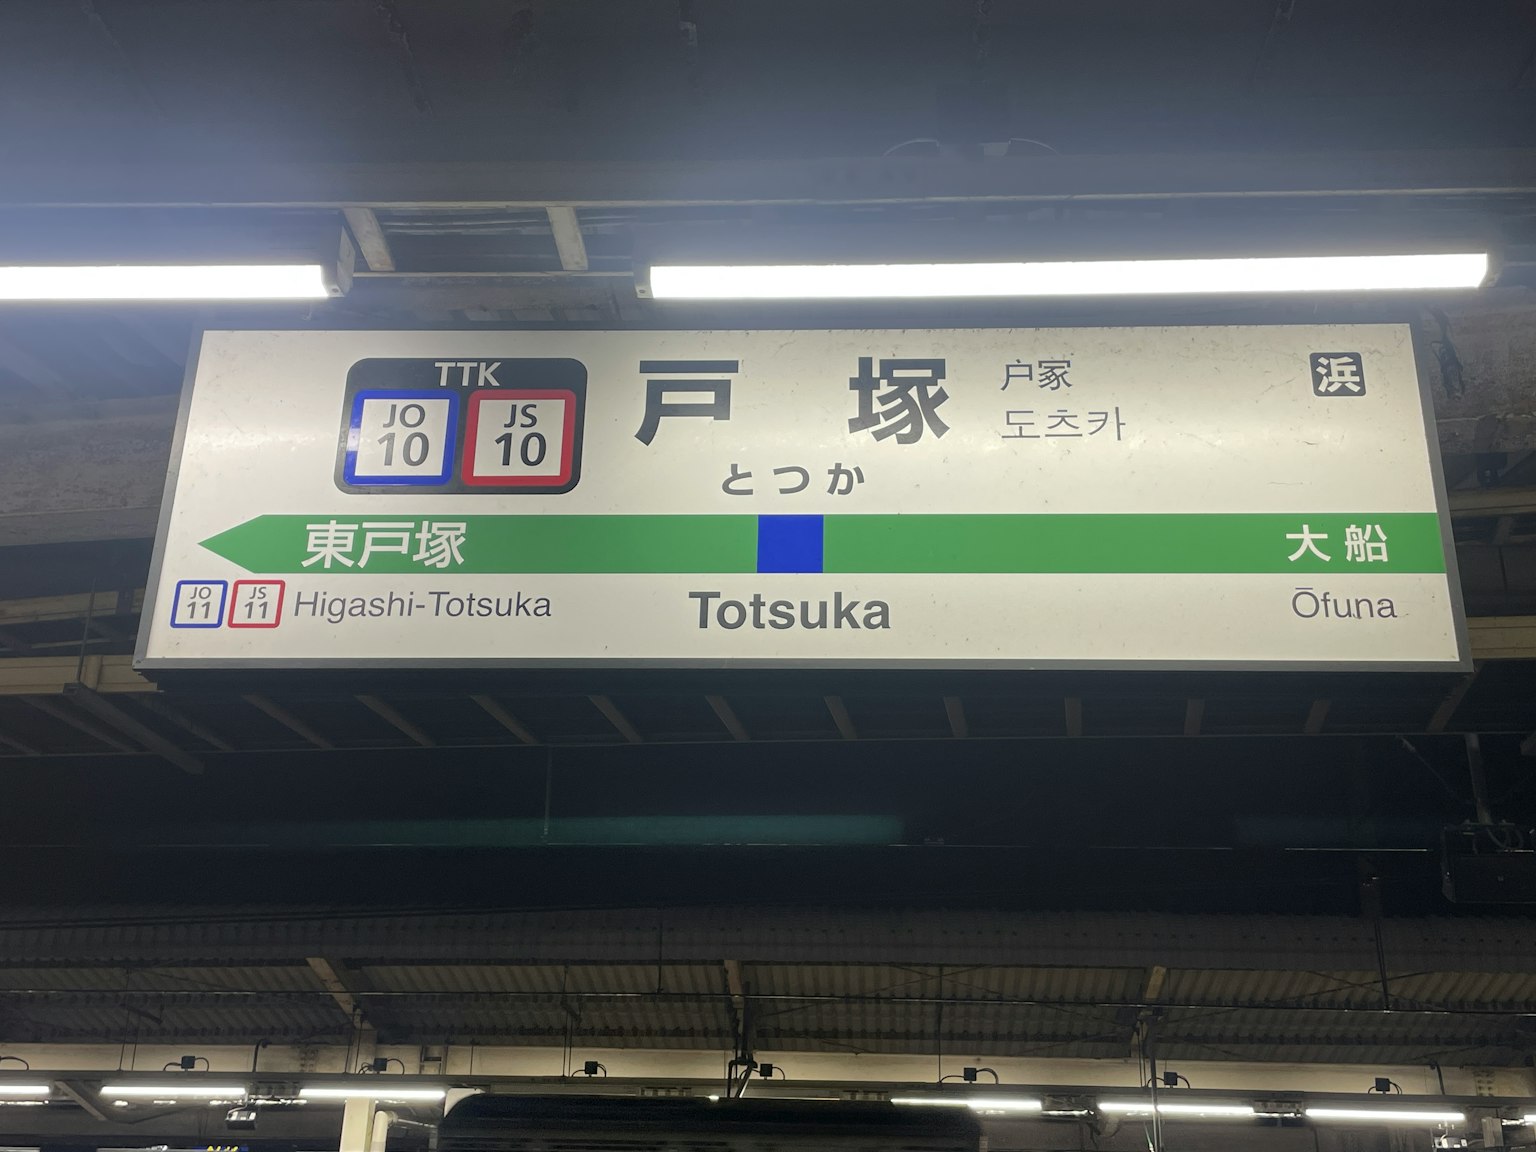 TTK
JO 10
JS 10
戸塚
户冢
도츠카
浜
とつか
東戸塚
大船
JO 11
JS 11
Higashi-Totsuka
Totsuka
Ōfuna